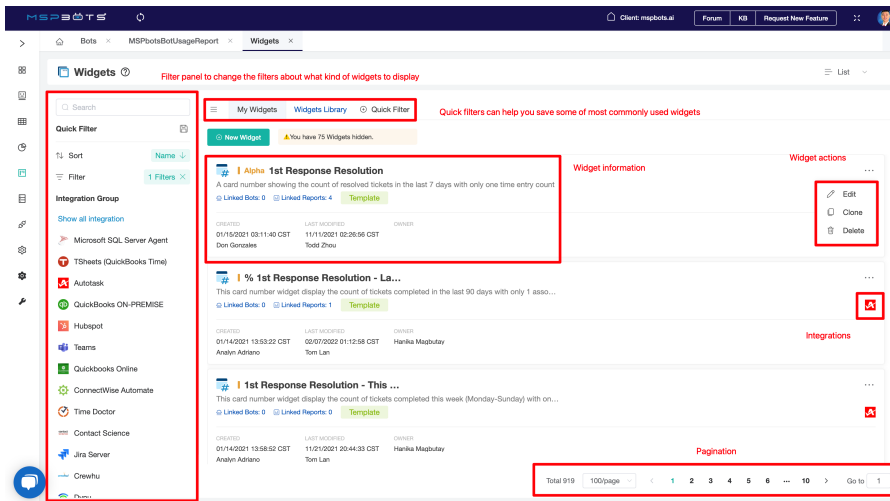 MSPBOTS
Client: mspbots.ai
Forum
KB
Request New Feature
Bots
MSPbotsBotUsageReport
Widgets
Widgets
Filter panel to change the filters about what kind of widgets to display
List
Search
Quick Filter
Sort
Name
Filter
1 Filters
Integration Group
Show all integration
Microsoft SQL Server Agent
TSheets (QuickBooks Time)
Autotask
QuickBooks ON-PREMISE
Hubspot
Teams
Quickbooks Online
ConnectWise Automate
Time Doctor
Contact Science
Jira Server
Crewhu
My Widgets
Widgets Library
Quick Filter
Quick filters can help you save some of most commonly used widgets
New Widget
You have 75 Widgets hidden.
Alpha 1st Response Resolution
A card number showing the count of resolved tickets in the last 7 days with only one time entry count
Linked Bots: 0 Linked Reports: 4 Template
CREATED LAST MODIFIED OWNER
01/15/2021 03:11:40 CST 11/11/2021 02:26:56 CST
Don Gonzales Todd Zhou
Widget information
Widget actions
Edit
Clone
Delete
% 1st Response Resolution - La...
This card number widget display the count of tickets completed in the last 90 days with only 1 asso...
Linked Bots: 0 Linked Reports: 1 Template
CREATED LAST MODIFIED OWNER
01/14/2021 13:53:22 CST 02/07/2022 01:12:58 CST Hanika Magbutay
Analyn Adriano Tom Lan
Integrations
1st Response Resolution - This ...
This card number widget display the count of tickets completed this week (Monday-Sunday) with on...
Linked Bots: 0 Linked Reports: 0 Template
CREATED LAST MODIFIED OWNER
01/14/2021 13:58:52 CST 11/21/2021 20:44:33 CST Hanika Magbutay
Analyn Adriano Tom Lan
Pagination
Total 919 100/page 1 2 3 4 5 6 ... 10 Go to 1